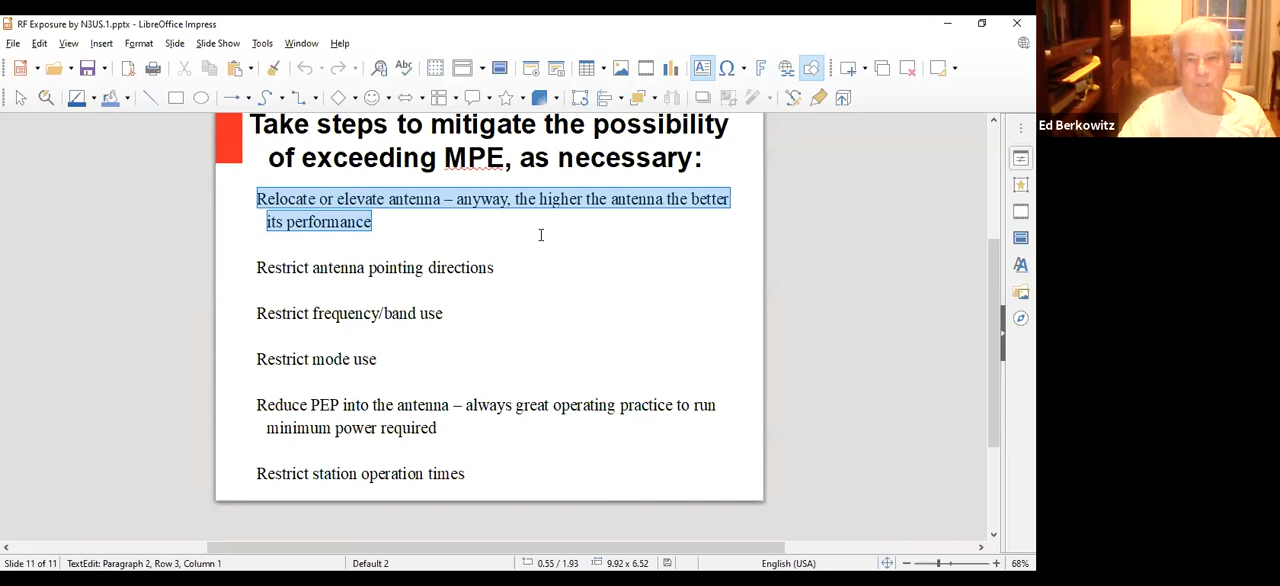 RF Exposure by N3US.1.pptx - LibreOffice Impress
File Edit View Insert Format Slide Slide Show Tools Window Help
Take steps to mitigate the possibility
of exceeding MPE, as necessary:
Relocate or elevate antenna – anyway, the higher the antenna the better
its performance
Restrict antenna pointing directions
Restrict frequency/band use
Restrict mode use
Reduce PEP into the antenna – always great operating practice to run
minimum power required
Restrict station operation times
Slide 11 of 11 TextEdit: Paragraph 2, Row 3, Column 1 Default 2 0.55 / 1.93 9.92 x 6.52 English (USA) 68%
Ed Berkowitz